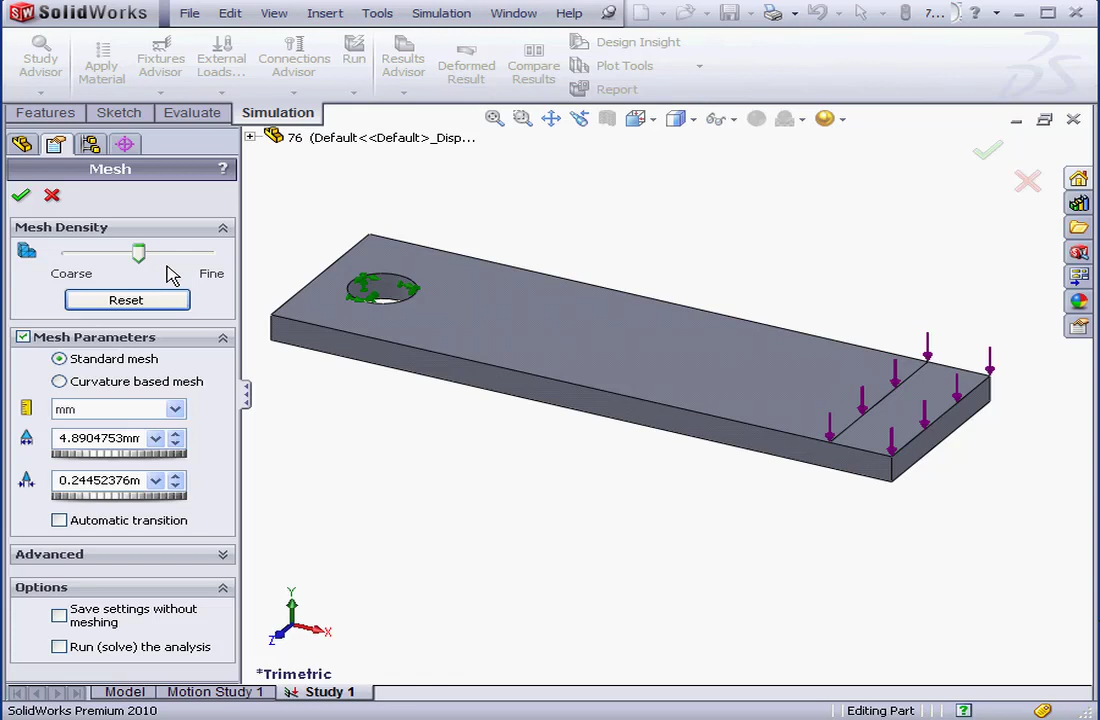 SolidWorks File Edit View Insert Tools Simulation Window Help 7... ?
Study Advisor
Apply Material
Fixtures Advisor
External Loads...
Connections Advisor
Run
Results Advisor
Deformed Result
Compare Results
Design Insight
Plot Tools
Report
Features Sketch Evaluate Simulation
76 (Default<<Default>_Disp...
Mesh ?
Mesh Density
Coarse Fine
Reset
Mesh Parameters
Standard mesh
Curvature based mesh
mm
4.8904753mm
0.24452376m
Automatic transition
Advanced
Options
Save settings without
meshing
Run (solve) the analysis
Y
X
Z
*Trimetric
Model Motion Study 1 Study 1
SolidWorks Premium 2010 Editing Part ?